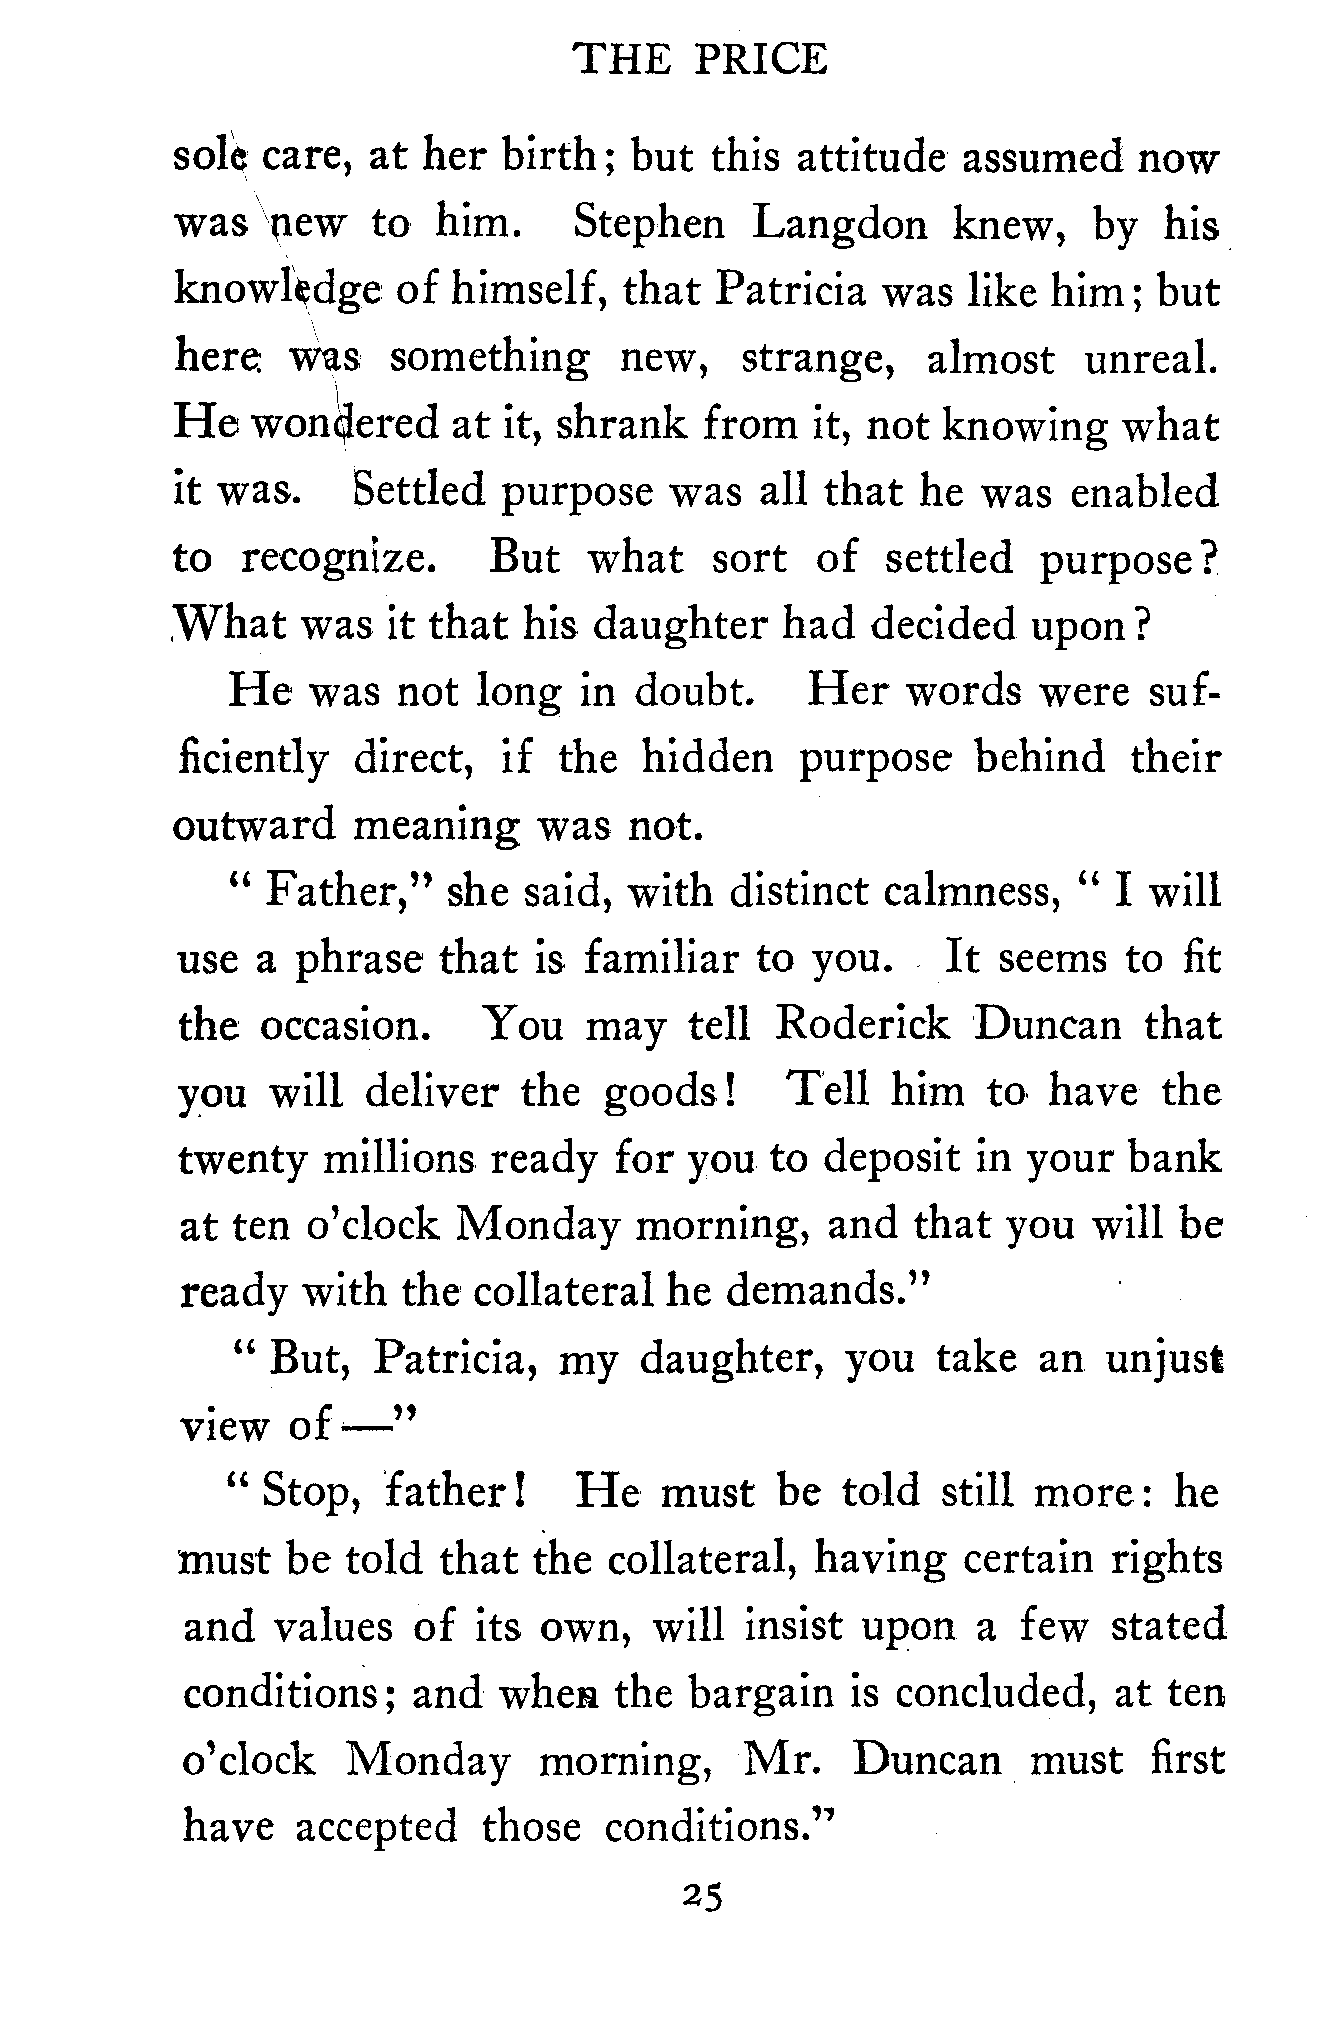 THE PRICE
sole care, at her birth; but this attitude assumed now
was new to him. Stephen Langdon knew, by his
knowledge of himself, that Patricia was like him; but
here was something new, strange, almost unreal.
He wondered at it, shrank from it, not knowing what
it was. Settled purpose was all that he was enabled
to recognize. But what sort of settled purpose?
What was it that his daughter had decided upon?
He was not long in doubt. Her words were suf-
ficiently direct, if the hidden purpose behind their
outward meaning was not.
“Father,” she said, with distinct calmness, “I will
use a phrase that is familiar to you. It seems to fit
the occasion. You may tell Roderick Duncan that
you will deliver the goods! Tell him to have the
twenty millions ready for you to deposit in your bank
at ten o’clock Monday morning, and that you will be
ready with the collateral he demands.”
“But, Patricia, my daughter, you take an unjust
view of—”
“Stop, father! He must be told still more: he
must be told that the collateral, having certain rights
and values of its own, will insist upon a few stated
conditions; and when the bargain is concluded, at ten
o’clock Monday morning, Mr. Duncan must first
have accepted those conditions.”
25